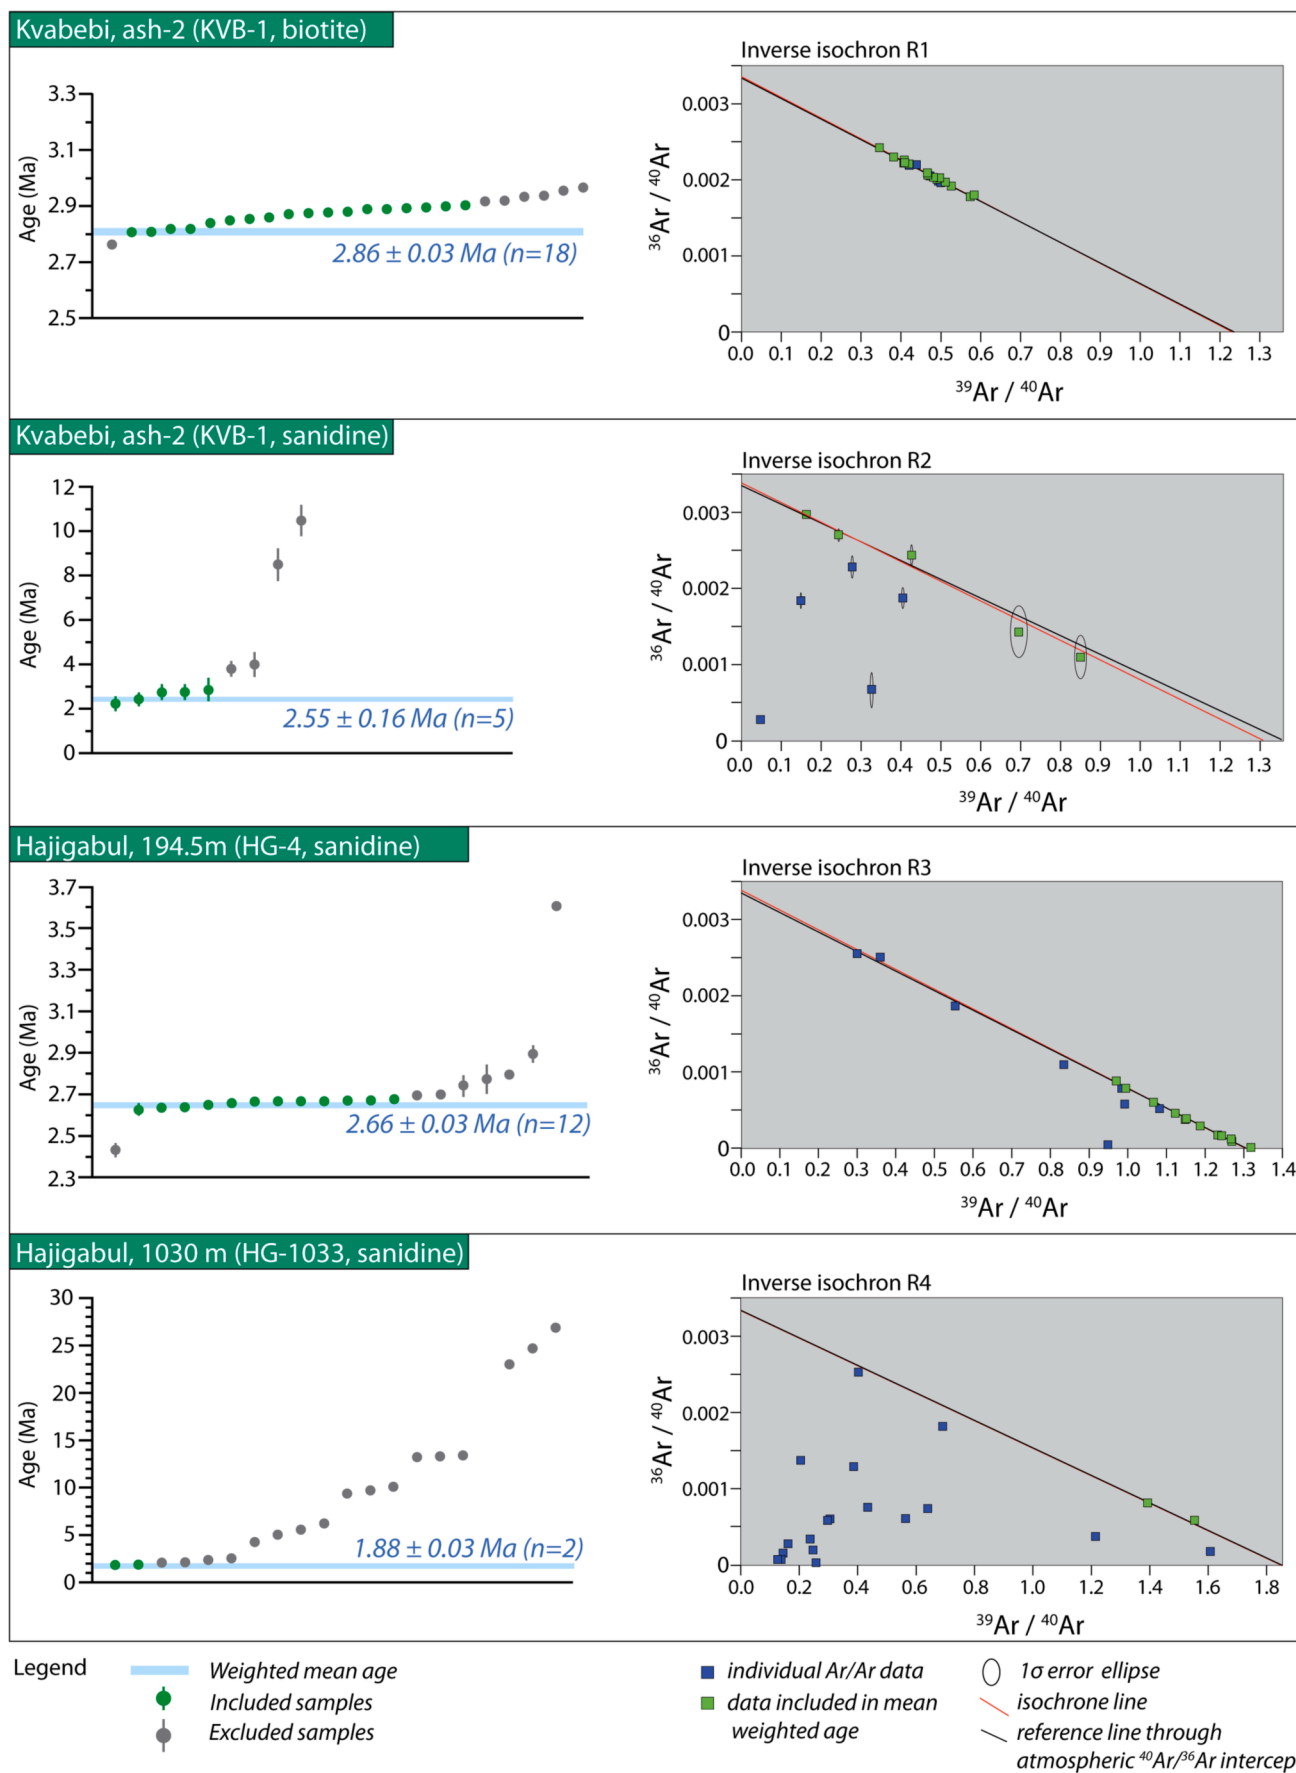 Kvabebi, ash-2 (KVB-1, biotite)
3.3
3.1
2.9
2.7
2.5
Age (Ma)
2.86 ± 0.03 Ma (n=18)
Inverse isochron R1
0.003
0.002
0.001
0
³⁶Ar / ⁴⁰Ar
0.0 0.1 0.2 0.3 0.4 0.5 0.6 0.7 0.8 0.9 1.0 1.1 1.2 1.3
³⁹Ar / ⁴⁰Ar
Kvabebi, ash-2 (KVB-1, sanidine)
12
10
8
6
4
2
0
Age (Ma)
2.55 ± 0.16 Ma (n=5)
Inverse isochron R2
0.003
0.002
0.001
0
³⁶Ar / ⁴⁰Ar
0.0 0.1 0.2 0.3 0.4 0.5 0.6 0.7 0.8 0.9 1.0 1.1 1.2 1.3
³⁹Ar / ⁴⁰Ar
Hajigabul, 194.5m (HG-4, sanidine)
3.7
3.5
3.3
3.1
2.9
2.7
2.5
2.3
Age (Ma)
2.66 ± 0.03 Ma (n=12)
Inverse isochron R3
0.003
0.002
0.001
0
³⁶Ar / ⁴⁰Ar
0.0 0.1 0.2 0.3 0.4 0.5 0.6 0.7 0.8 0.9 1.0 1.1 1.2 1.3 1.4
³⁹Ar / ⁴⁰Ar
Hajigabul, 1030 m (HG-1033, sanidine)
30
25
20
15
10
5
0
Age (Ma)
1.88 ± 0.03 Ma (n=2)
Inverse isochron R4
0.003
0.002
0.001
0
³⁶Ar / ⁴⁰Ar
0.0 0.2 0.4 0.6 0.8 1.0 1.2 1.4 1.6 1.8
³⁹Ar / ⁴⁰Ar
Legend
Weighted mean age
Included samples
Excluded samples
individual Ar/Ar data
data included in mean
weighted age
1σ error ellipse
isochrone line
reference line through
atmospheric ⁴⁰Ar/³⁶Ar intercep